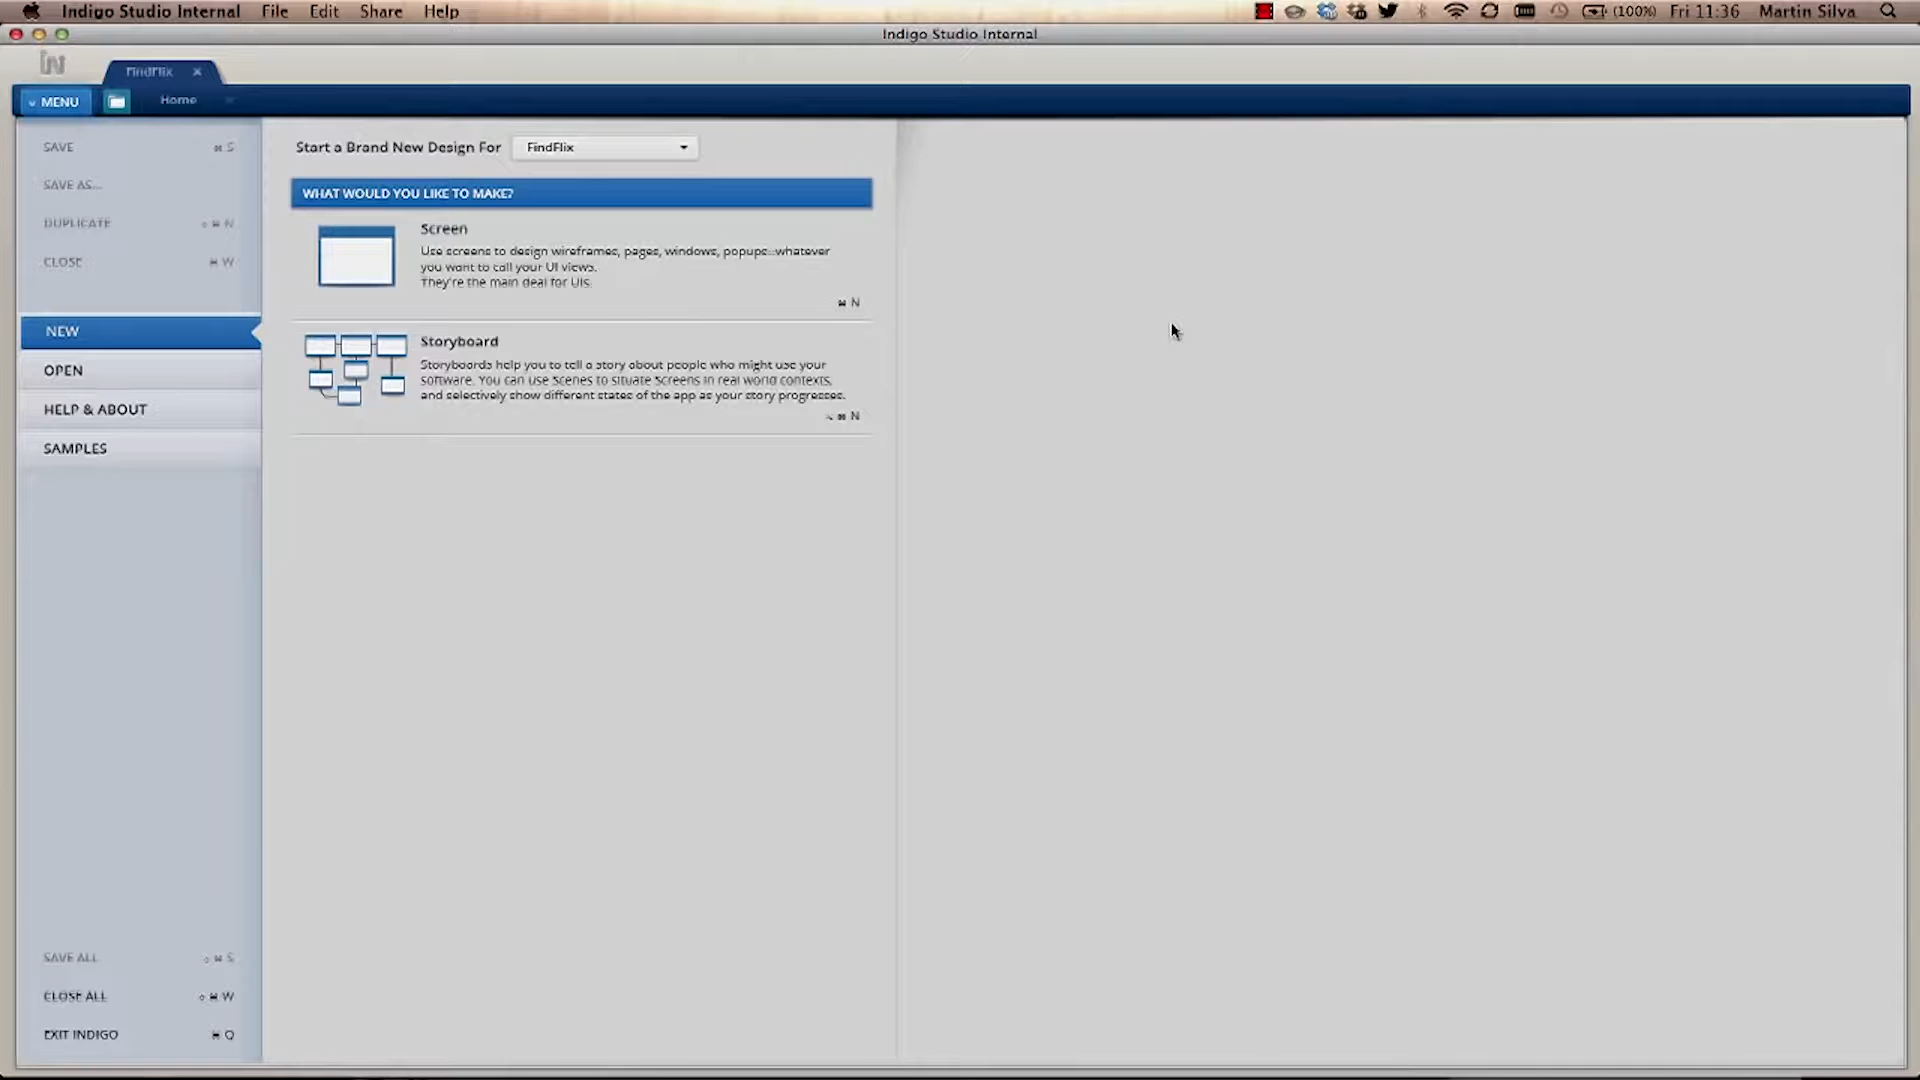 Indigo Studio Internal File Edit Share Help (100%) Fri 11:36 Martin Silva
Indigo Studio Internal
in FindFlix
MENU Home
SAVE ⌘ S
SAVE AS...
DUPLICATE ⇧ ⌘ N
CLOSE ⌘ W
NEW
OPEN
HELP & ABOUT
SAMPLES
SAVE ALL ⇧ ⌘ S
CLOSE ALL ⇧ ⌘ W
EXIT INDIGO ⌘ Q
Start a Brand New Design For FindFlix
WHAT WOULD YOU LIKE TO MAKE?
Screen
Use screens to design wireframes, pages, windows, popups...whatever
you want to call your UI views.
They're the main deal for UIs.
⌘ N
Storyboard
Storyboards help you to tell a story about people who might use your
software. You can use Scenes to situate Screens in real world contexts,
and selectively show different states of the app as your story progresses.
⌥ ⌘ N